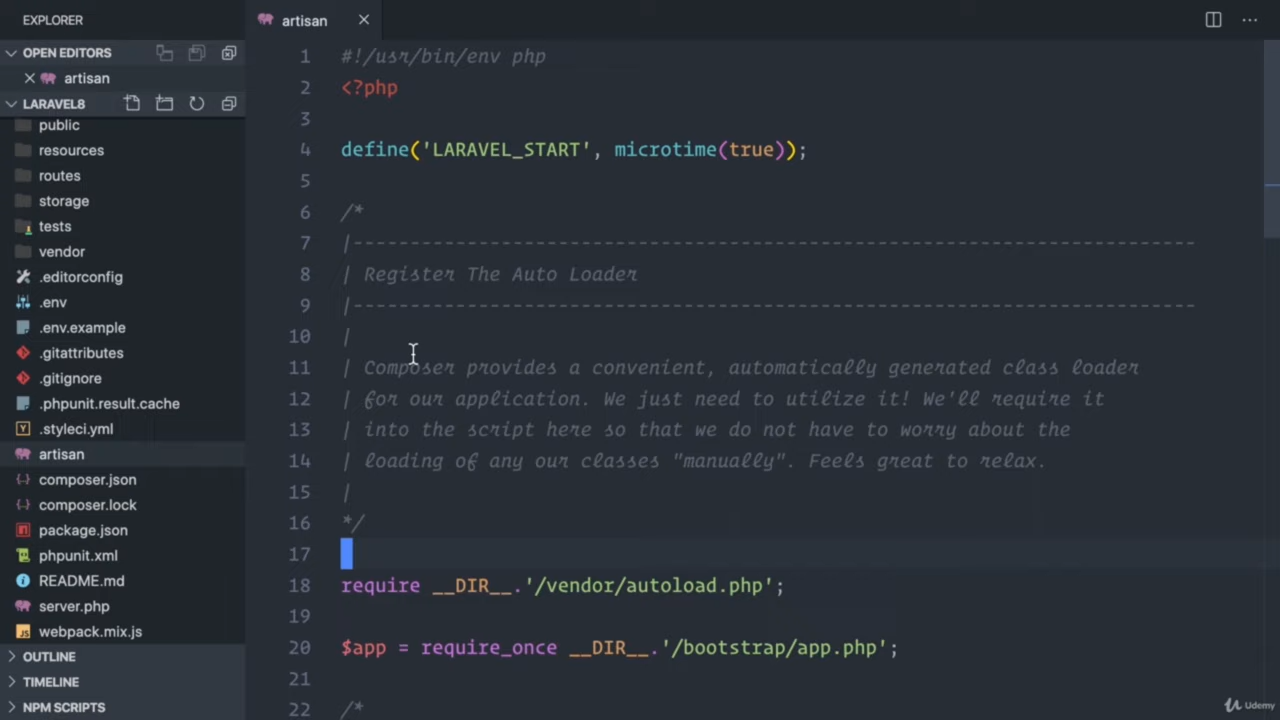 EXPLORER
OPEN EDITORS
artisan
LARAVEL8
public
resources
routes
storage
tests
vendor
.editorconfig
.env
.env.example
.gitattributes
.gitignore
.phpunit.result.cache
.styleci.yml
artisan
composer.json
composer.lock
package.json
phpunit.xml
README.md
server.php
webpack.mix.js
OUTLINE
TIMELINE
NPM SCRIPTS
artisan
1 #!/usr/bin/env php
2 <?php
3
4 define('LARAVEL_START', microtime(true));
5
6 /*
7 |--------------------------------------------------------------------------
8 | Register The Auto Loader
9 |--------------------------------------------------------------------------
10 |
11 | Composer provides a convenient, automatically generated class loader
12 | for our application. We just need to utilize it! We'll require it
13 | into the script here so that we do not have to worry about the
14 | loading of any our classes "manually". Feels great to relax.
15 |
16 */
17
18 require __DIR__.'/vendor/autoload.php';
19
20 $app = require_once __DIR__.'/bootstrap/app.php';
21
22 /*
Udemy